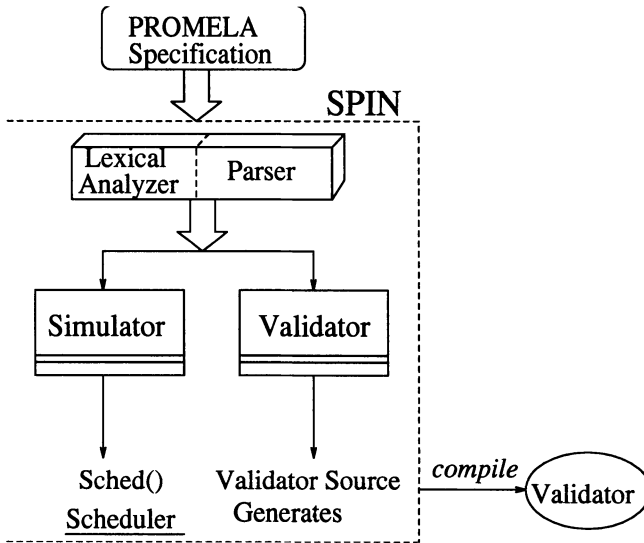 PROMELA
Specification
SPIN
Lexical
Analyzer
Parser
Simulator
Validator
Sched()
Scheduler
Validator Source
Generates
compile
Validator